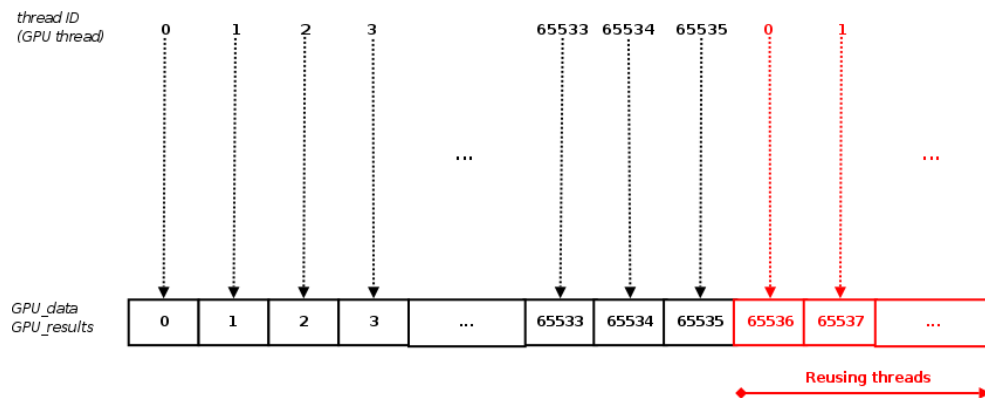 thread ID
(GPU thread)
0 1 2 3 65533 65534 65535 0 1
... ...
GPU_data
GPU_results
0 1 2 3 ... 65533 65534 65535 65536 65537 ...
Reusing threads